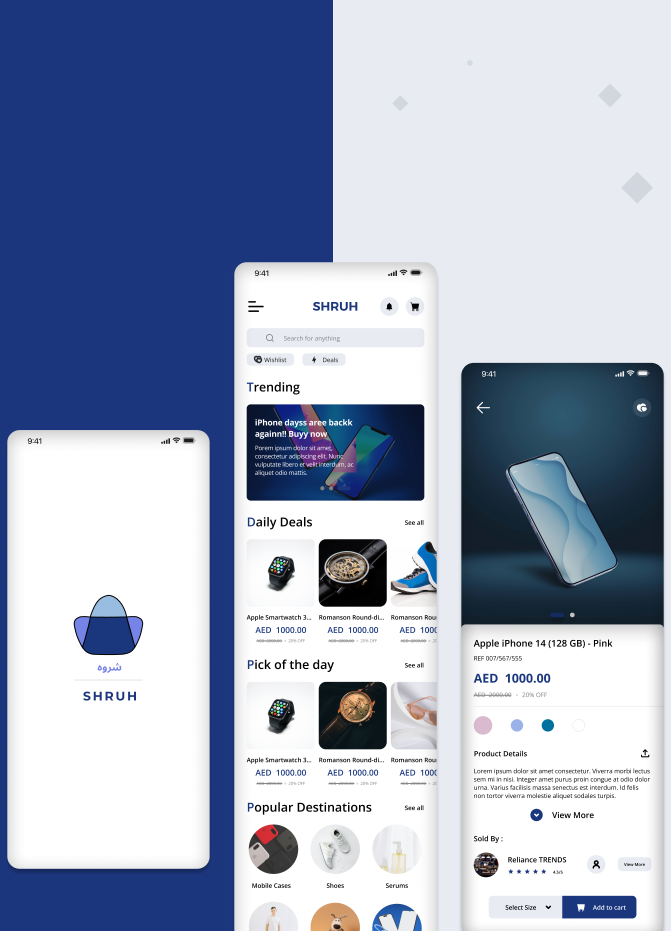 9:41
شروه
SHRUH
9:41
SHRUH
Search for anything
Wishlist
Deals
Trending
iPhone dayss aree backk
againn!! Buyy now
Porem ipsum dolor sit amet,
consectetur adipiscing elit. Nunc
vulputate libero et velit interdum, ac
aliquet odio mattis.
Daily Deals
See all
Apple Smartwatch 3...
Romanson Round-di...
Romanson Rou
AED 1000.00
AED 1000.00
AED 100
AED 2000.00 • 20% OFF
AED 2000.00 • 20% OFF
Pick of the day
See all
Apple Smartwatch 3...
Romanson Round-di...
Romanson Rou
AED 1000.00
AED 1000.00
AED 100
AED 2000.00 • 20% OFF
AED 2000.00 • 20% OFF
Popular Destinations
See all
Mobile Cases
Shoes
Serums
9:41
Apple iPhone 14 (128 GB) - Pink
REF 007/567/555
AED 1000.00
AED 2000.00 • 20% OFF
Product Details
Lorem ipsum dolor sit amet consectetur. Viverra morbi lectus
sem mi in nisi. Integer amet purus proin congue at odio dolor
urna. Varius facilisis massa senectus est interdum. Id felis
non tortor viverra molestie aliquet sodales turpis.
View More
Sold By :
Reliance TRENDS
4.5/5
View More
Select Size
Add to cart